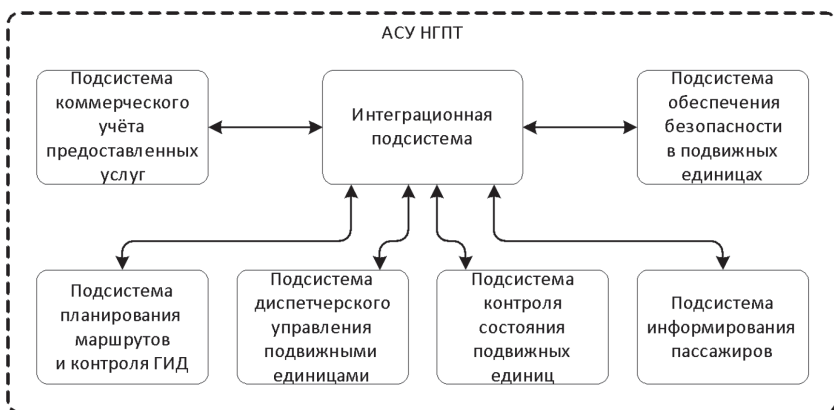 АСУ НГПТ
Подсистема
коммерческого
учёта
предоставленных
услуг
Интеграционная
подсистема
Подсистема
обеспечения
безопасности
в подвижных
единицах
Подсистема
планирования
маршрутов
и контроля ГИД
Подсистема
диспетчерского
управления
подвижными
единицами
Подсистема
контроля
состояния
подвижных
единиц
Подсистема
информирования
пассажиров